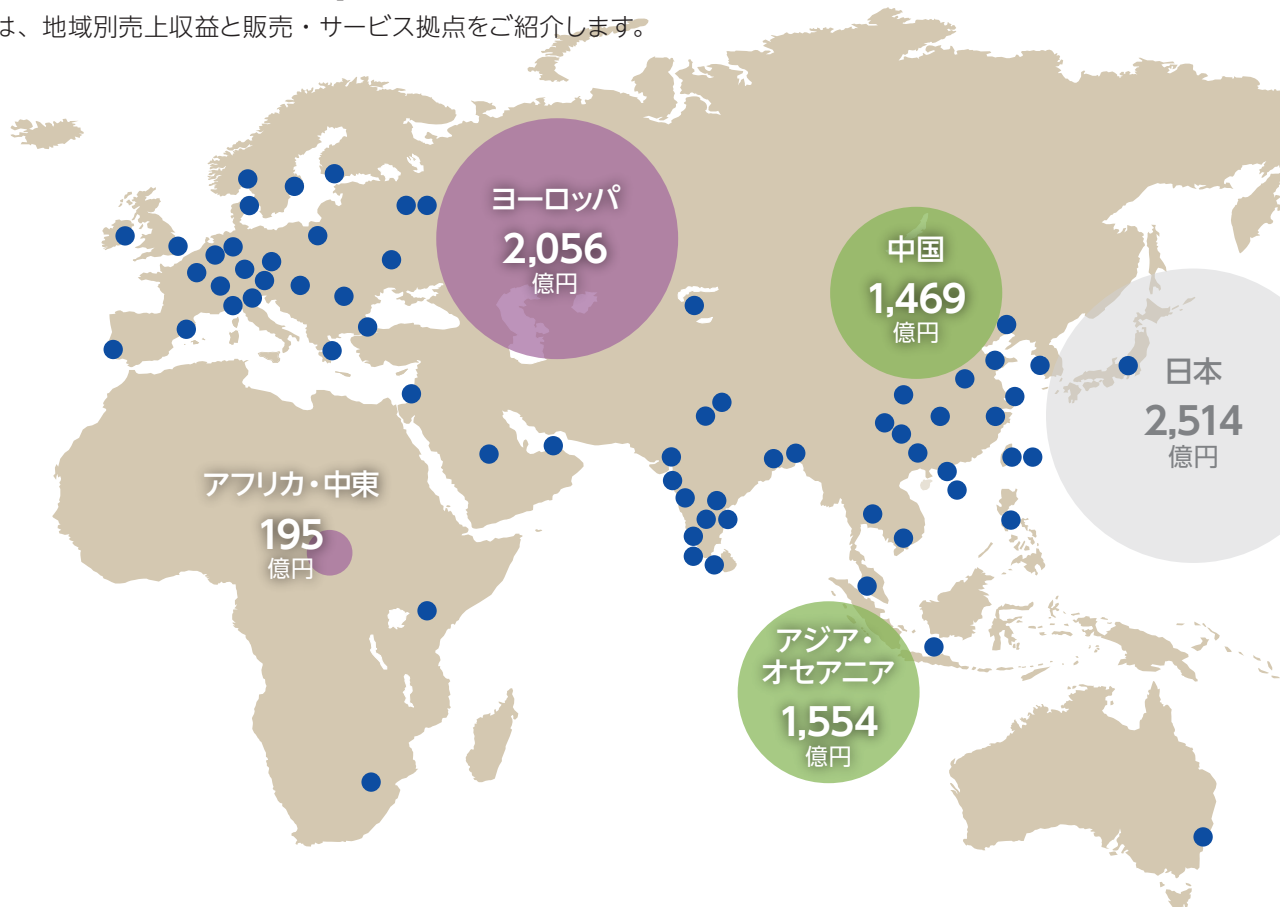 は、地域別売上収益と販売・サービス拠点をご紹介します。
ヨーロッパ
2,056
億円
中国
1,469
億円
日本
2,514
億円
アフリカ・中東
195
億円
アジア・
オセアニア
1,554
億円